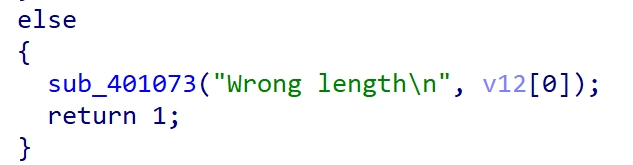 else
{
sub_401073("Wrong length\n", v12[0]);
return 1;
}